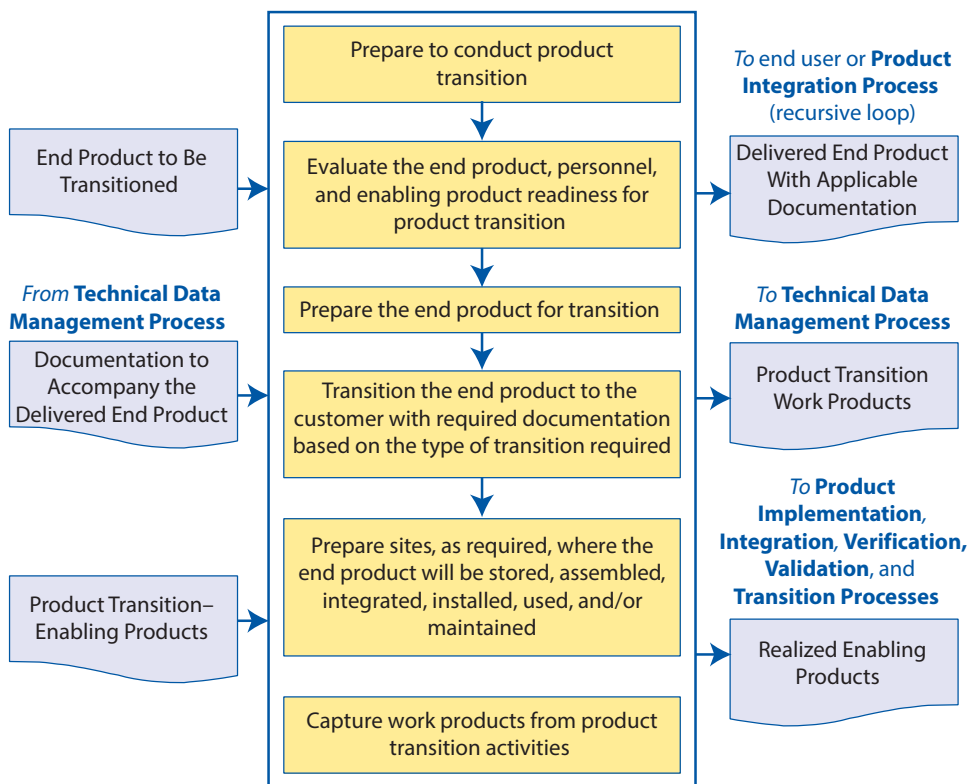 End Product to Be
Transitioned
From Technical Data
Management Process
Documentation to
Accompany the
Delivered End Product
Product Transition–
Enabling Products
Prepare to conduct product
transition
Evaluate the end product, personnel,
and enabling product readiness for
product transition
Prepare the end product for transition
Transition the end product to the
customer with required documentation
based on the type of transition required
Prepare sites, as required, where the
end product will be stored, assembled,
integrated, installed, used, and/or
maintained
Capture work products from product
transition activities
To end user or Product
Integration Process
(recursive loop)
Delivered End Product
With Applicable
Documentation
To Technical Data
Management Process
Product Transition
Work Products
To Product
Implementation,
Integration, Verification,
Validation, and
Transition Processes
Realized Enabling
Products